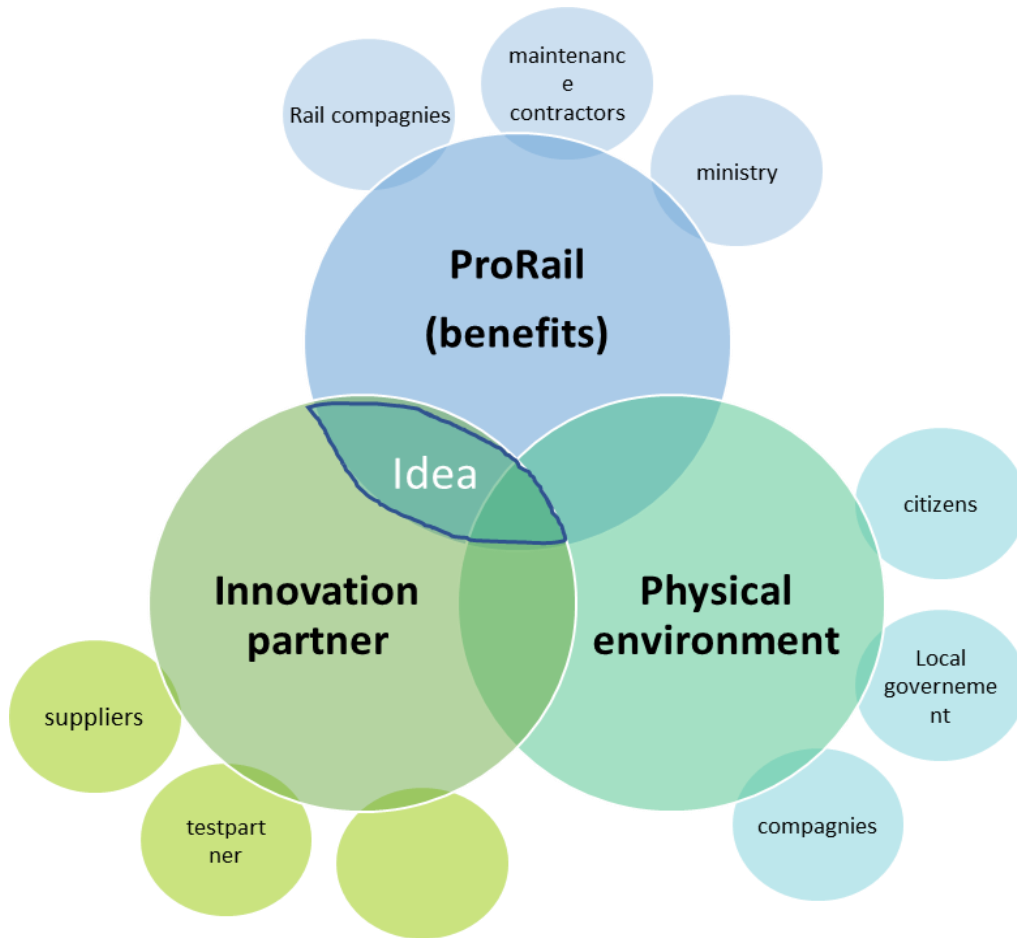 Rail compagnies
maintenanc
e
contractors
ministry
ProRail
(benefits)
Idea
Innovation
partner
Physical
environment
citizens
Local
governeme
nt
compagnies
suppliers
testpart
ner